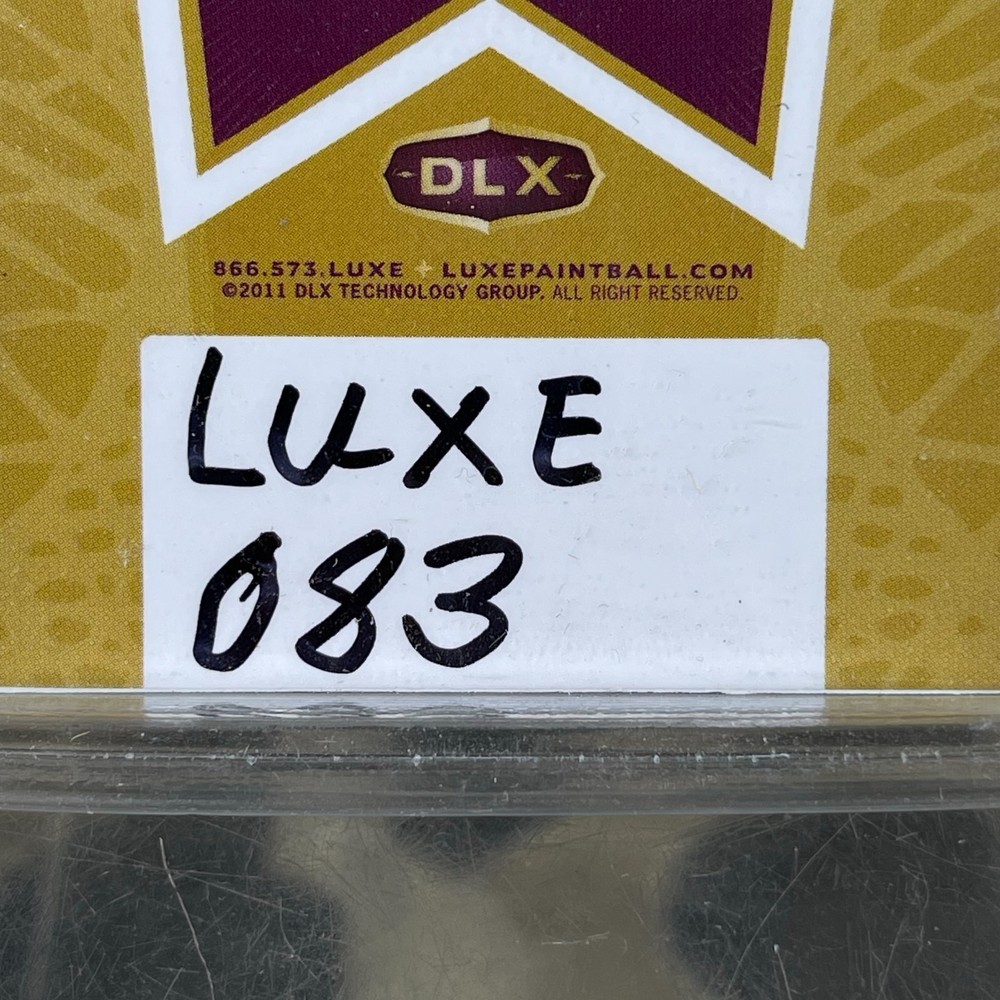 DLX
866.573.LUXE + LUXEPAINTBALL.COM
©2011 DLX TECHNOLOGY GROUP. ALL RIGHT RESERVED.
LUXE
083